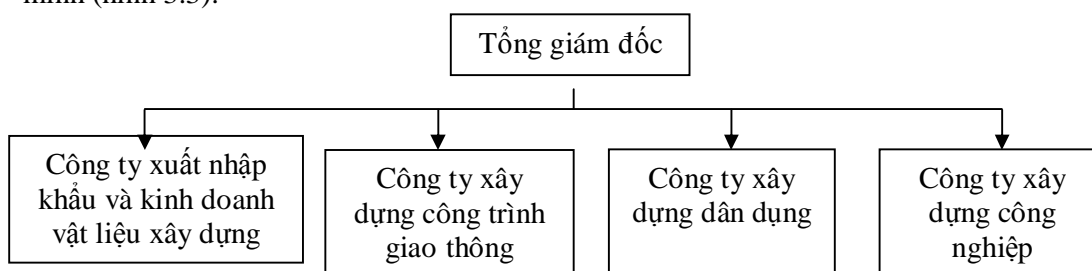 Tổng giám đốc
Công ty xuất nhập
khẩu và kinh doanh
vật liệu xây dựng
Công ty xây
dựng công trình
giao thông
Công ty xây
dựng dân dụng
Công ty xây
dựng công
nghiệp